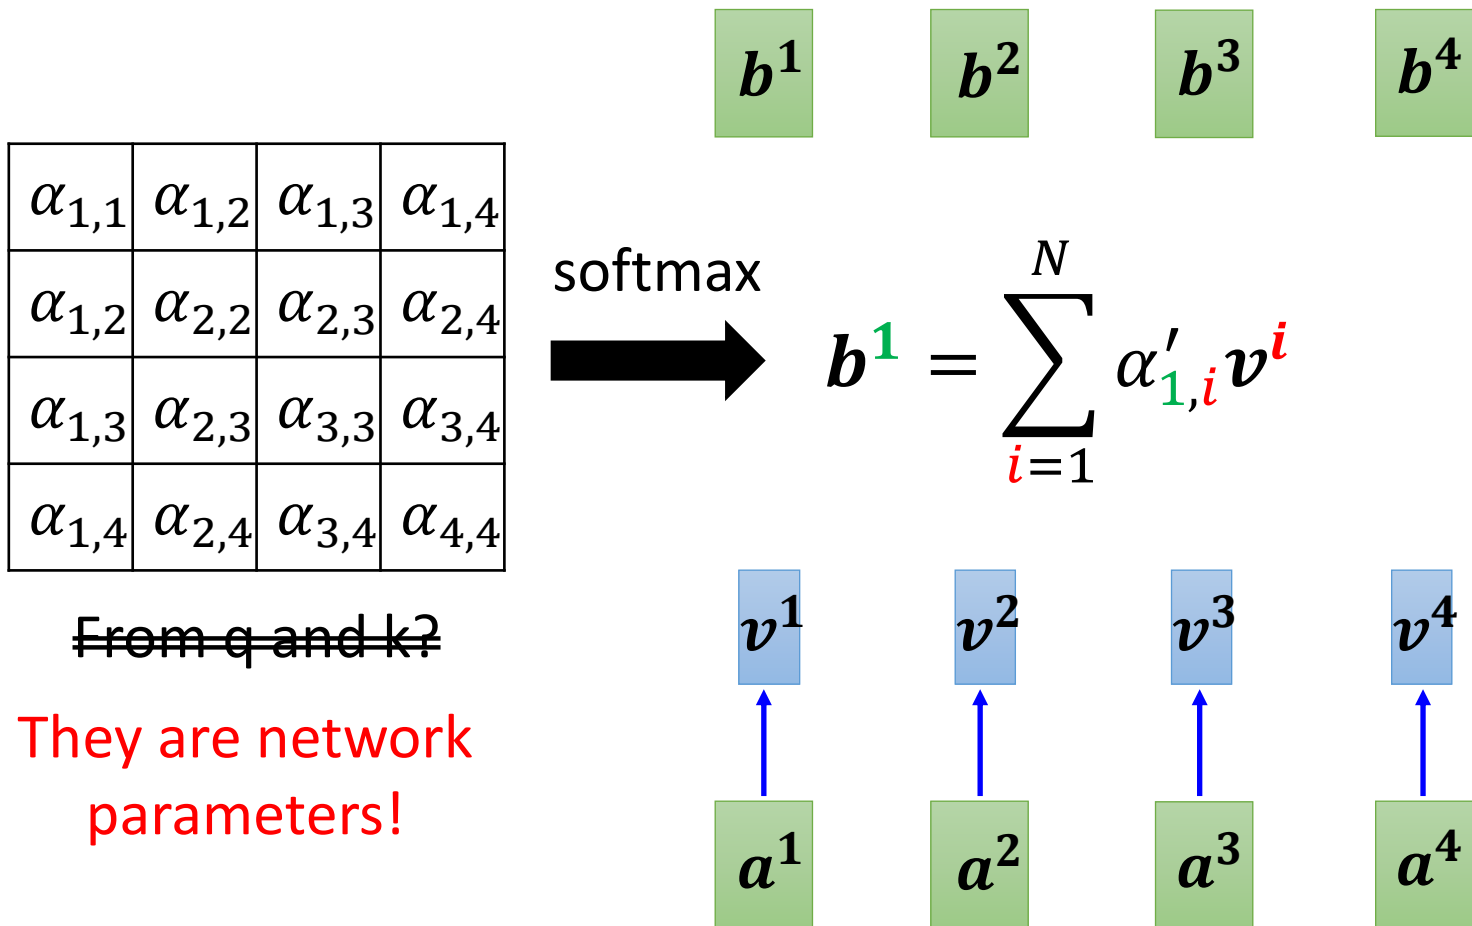 b¹ b² b³ b⁴
α₁,₁ α₁,₂ α₁,₃ α₁,₄
α₁,₂ α₂,₂ α₂,₃ α₂,₄
α₁,₃ α₂,₃ α₃,₃ α₃,₄
α₁,₄ α₂,₄ α₃,₄ α₄,₄
softmax
b¹ = ∑ᵢ₌₁ᴺ α′₁,ᵢ vⁱ
From q and k?
They are network
parameters!
v¹ v² v³ v⁴
a¹ a² a³ a⁴